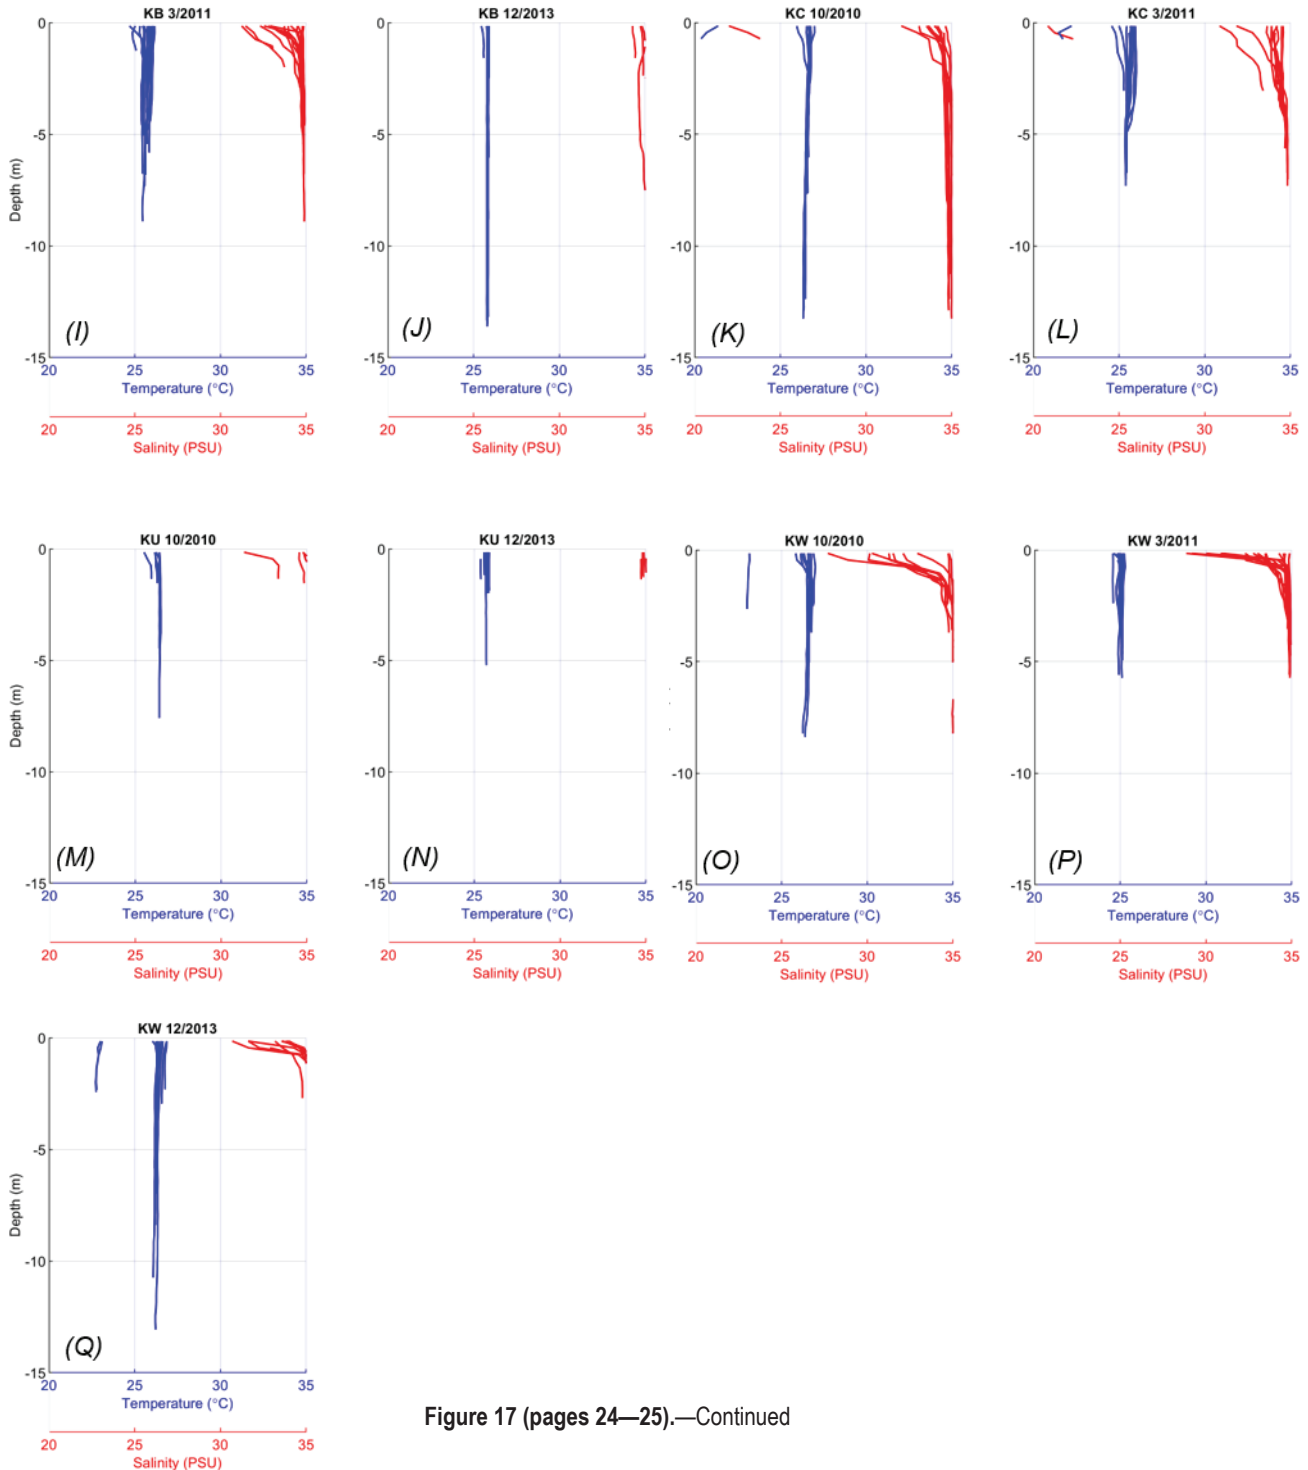 KB 3/2011
KB 12/2013
KC 10/2010
KC 3/2011
0
-5
-10
-15
Depth (m)
(I)
20 25 30 35
Temperature (°C)
20 25 30 35
Salinity (PSU)
0
-5
-10
-15
(J)
20 25 30 35
Temperature (°C)
20 25 30 35
Salinity (PSU)
0
-5
-10
-15
(K)
20 25 30 35
Temperature (°C)
20 25 30 35
Salinity (PSU)
0
-5
-10
-15
(L)
20 25 30 35
Temperature (°C)
20 25 30 35
Salinity (PSU)
KU 10/2010
KU 12/2013
KW 10/2010
KW 3/2011
0
-5
-10
-15
Depth (m)
(M)
20 25 30 35
Temperature (°C)
20 25 30 35
Salinity (PSU)
0
-5
-10
-15
(N)
20 25 30 35
Temperature (°C)
20 25 30 35
Salinity (PSU)
0
-5
-10
-15
(O)
20 25 30 35
Temperature (°C)
20 25 30 35
Salinity (PSU)
0
-5
-10
-15
(P)
20 25 30 35
Temperature (°C)
20 25 30 35
Salinity (PSU)
KW 12/2013
0
-5
-10
-15
Depth (m)
(Q)
20 25 30 35
Temperature (°C)
20 25 30 35
Salinity (PSU)
Figure 17 (pages 24—25).—Continued